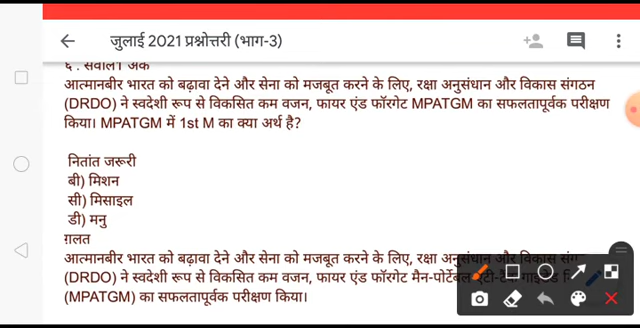 जुलाई 2021 प्रश्नोत्तरी (भाग-3)
६ . सवाल1 अंक
आत्मानबीर भारत को बढ़ावा देने और सेना को मजबूत करने के लिए, रक्षा अनुसंधान और विकास संगठन
(DRDO) ने स्वदेशी रूप से विकसित कम वजन, फायर एंड फॉरगेट MPATGM का सफलतापूर्वक परीक्षण
किया। MPATGM में 1st M का क्या अर्थ है?
नितांत जरूरी
बी) मिशन
सी) मिसाइल
डी) मनु
ग़लत
आत्मानबीर भारत को बढ़ावा देने और सेना को मजबूत करने के लिए, रक्षा अनुसंधान और विकास संग
(DRDO) ने स्वदेशी रूप से विकसित कम वजन, फायर एंड फॉरगेट मैन-पोर्टेबल
(MPATGM) का सफलतापूर्वक परीक्षण किया।